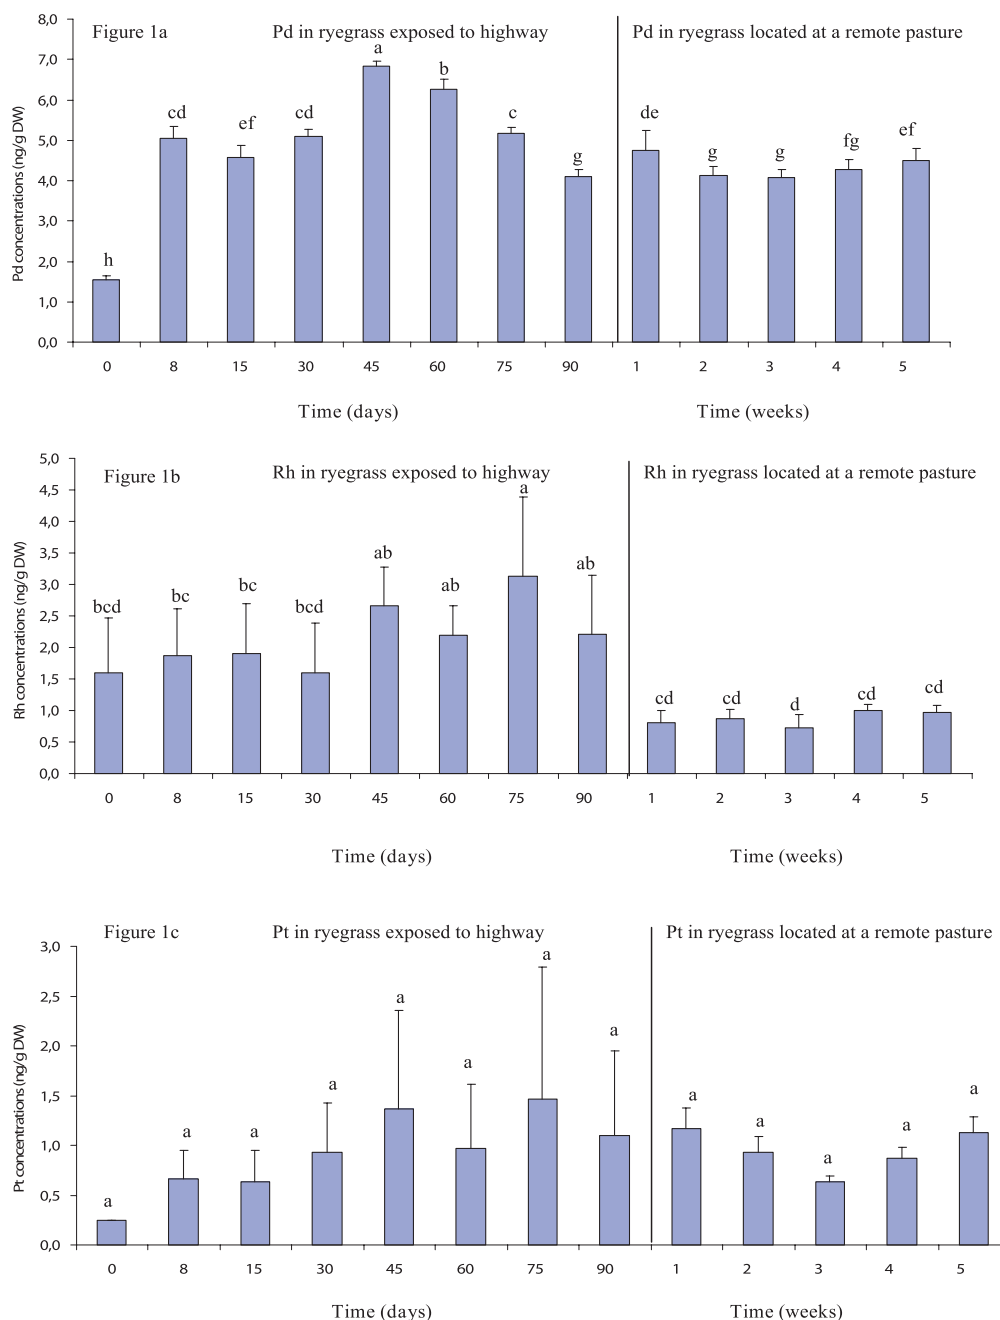 Figure 1a
Pd in ryegrass exposed to highway
Pd in ryegrass located at a remote pasture
Pd concentrations (ng/g DW)
8,0
7,0
6,0
5,0
4,0
3,0
2,0
1,0
0,0
h cd ef cd a b c g de g g fg ef
0 8 15 30 45 60 75 90 1 2 3 4 5
Time (days) Time (weeks)
Figure 1b
Rh in ryegrass exposed to highway
Rh in ryegrass located at a remote pasture
Rh concentrations (ng/g DW)
5,0
4,5
4,0
3,5
3,0
2,5
2,0
1,5
1,0
0,5
0,0
bcd bc bc bcd ab ab a ab cd cd d cd cd
0 8 15 30 45 60 75 90 1 2 3 4 5
Time (days) Time (weeks)
Figure 1c
Pt in ryegrass exposed to highway
Pt in ryegrass located at a remote pasture
Pt concentrations (ng/g DW)
3,0
2,5
2,0
1,5
1,0
0,5
0,0
a a a a a a a a a a a a a
0 8 15 30 45 60 75 90 1 2 3 4 5
Time (days) Time (weeks)